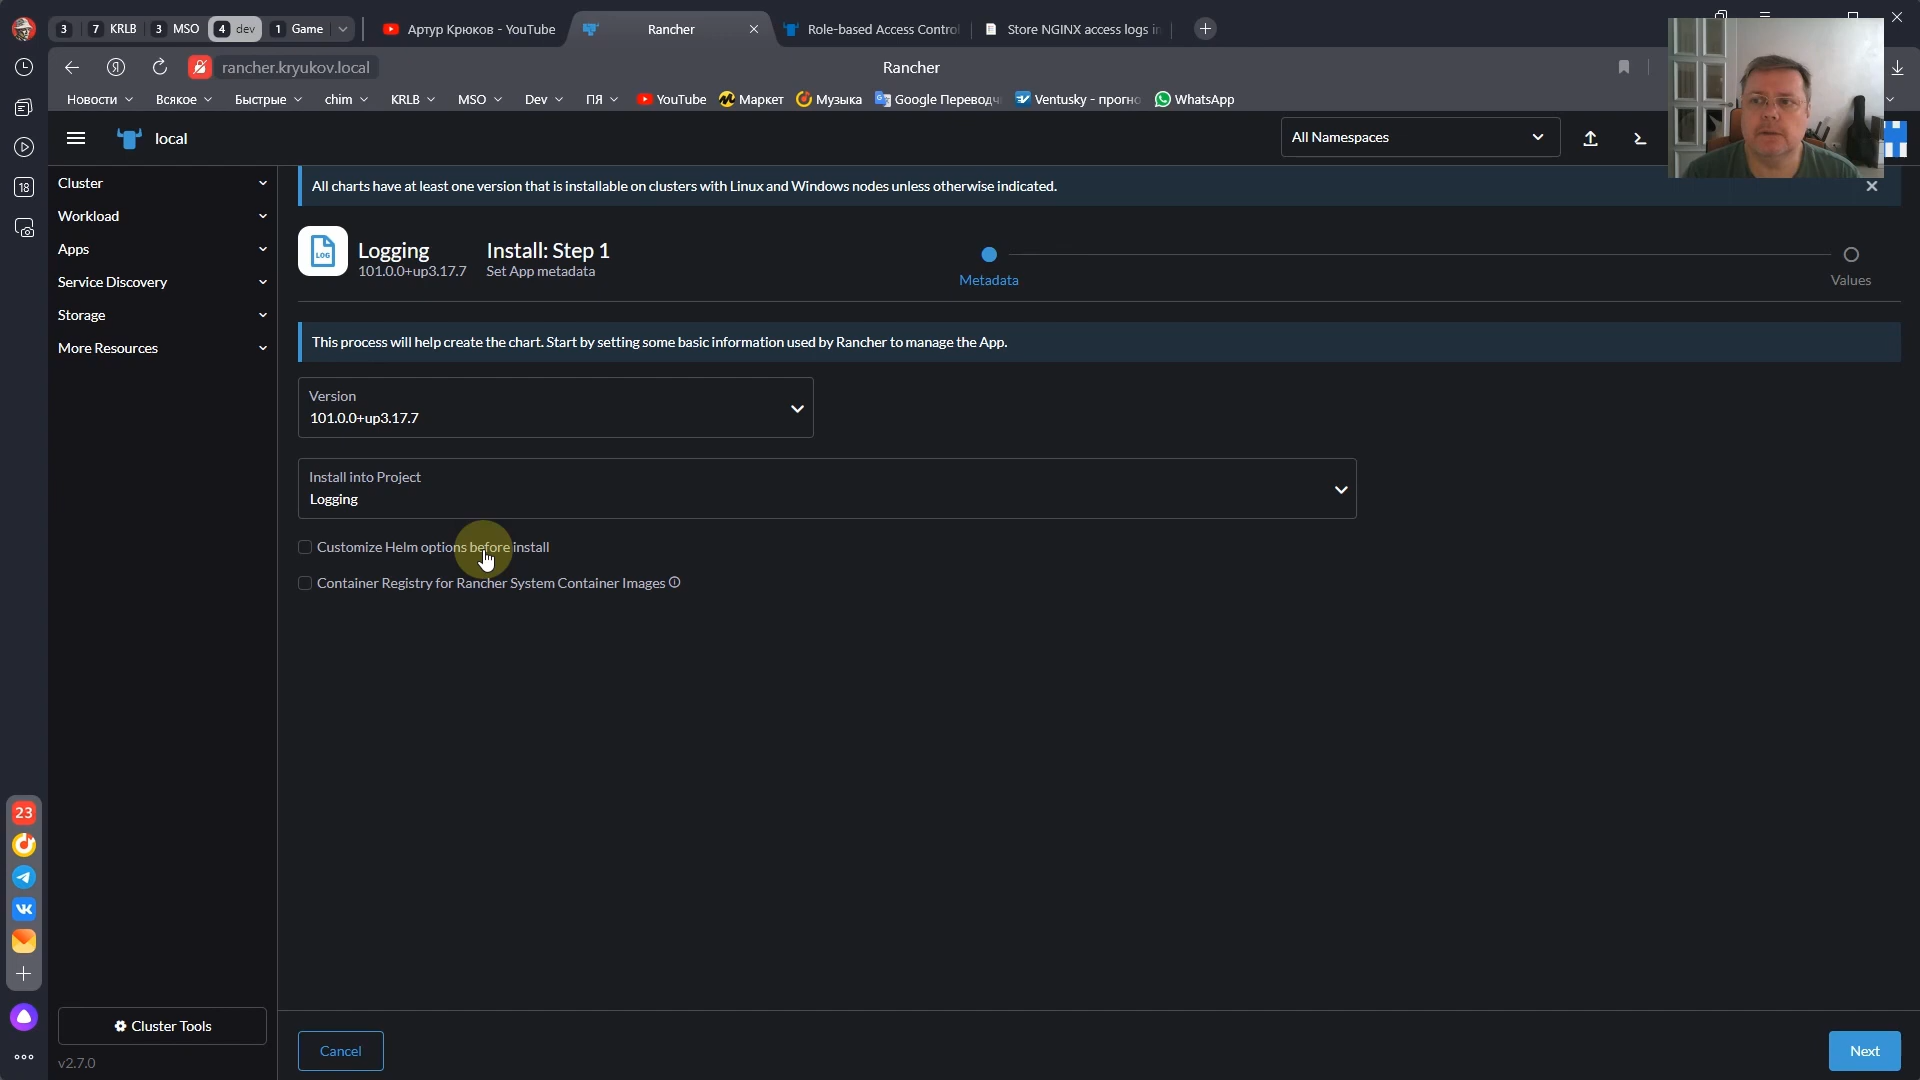 3
7 KRLB
3 MSO
4 dev
1 Game
Артур Крюков - YouTube
Rancher
Role-based Access Control
Store NGINX access logs in
rancher.kryukov.local
Rancher
Новости
Всякое
Быстрые
chim
KRLB
MSO
Dev
ПЯ
YouTube
Маркет
Музыка
Google Переводч
Ventusky - прогно
WhatsApp
18
local
All Namespaces
Cluster
Workload
Apps
Service Discovery
Storage
More Resources
All charts have at least one version that is installable on clusters with Linux and Windows nodes unless otherwise indicated.
LOG
Logging
101.0.0+up3.17.7
Install: Step 1
Set App metadata
Metadata
Values
This process will help create the chart. Start by setting some basic information used by Rancher to manage the App.
Version
101.0.0+up3.17.7
Install into Project
Logging
Customize Helm options before install
Container Registry for Rancher System Container Images
23
Cluster Tools
v2.7.0
Cancel
Next